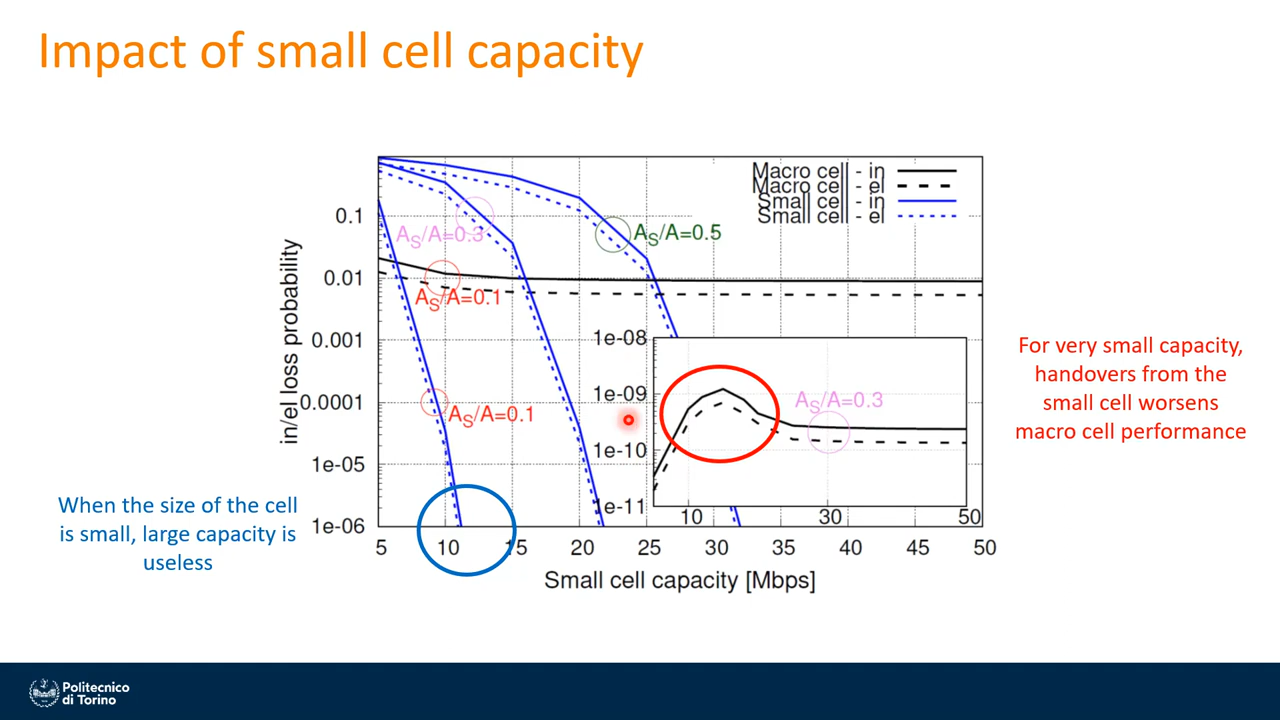 Impact of small cell capacity
Macro cell - in
Macro cell - el
Small cell - in
Small cell - el
in/el loss probability
0.1
0.01
0.001
0.0001
1e-05
1e-06
A_S/A=0.3
A_S/A=0.5
A_S/A=0.1
A_S/A=0.1
1e-08
1e-09
1e-10
1e-11
A_S/A=0.3
10 30 50
5 10 15 20 25 30 35 40 45 50
Small cell capacity [Mbps]
When the size of the cell
is small, large capacity is
useless
For very small capacity,
handovers from the
small cell worsens
macro cell performance
Politecnico
di Torino